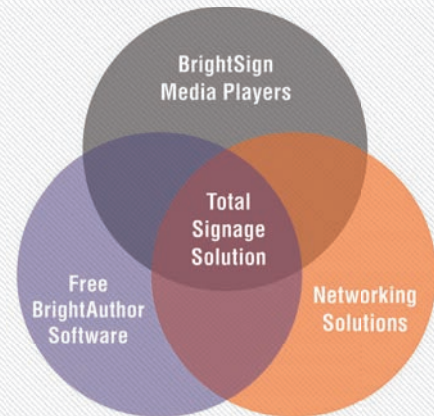 BrightSign
Media Players
Total
Signage
Solution
Free
BrightAuthor
Software
Networking
Solutions